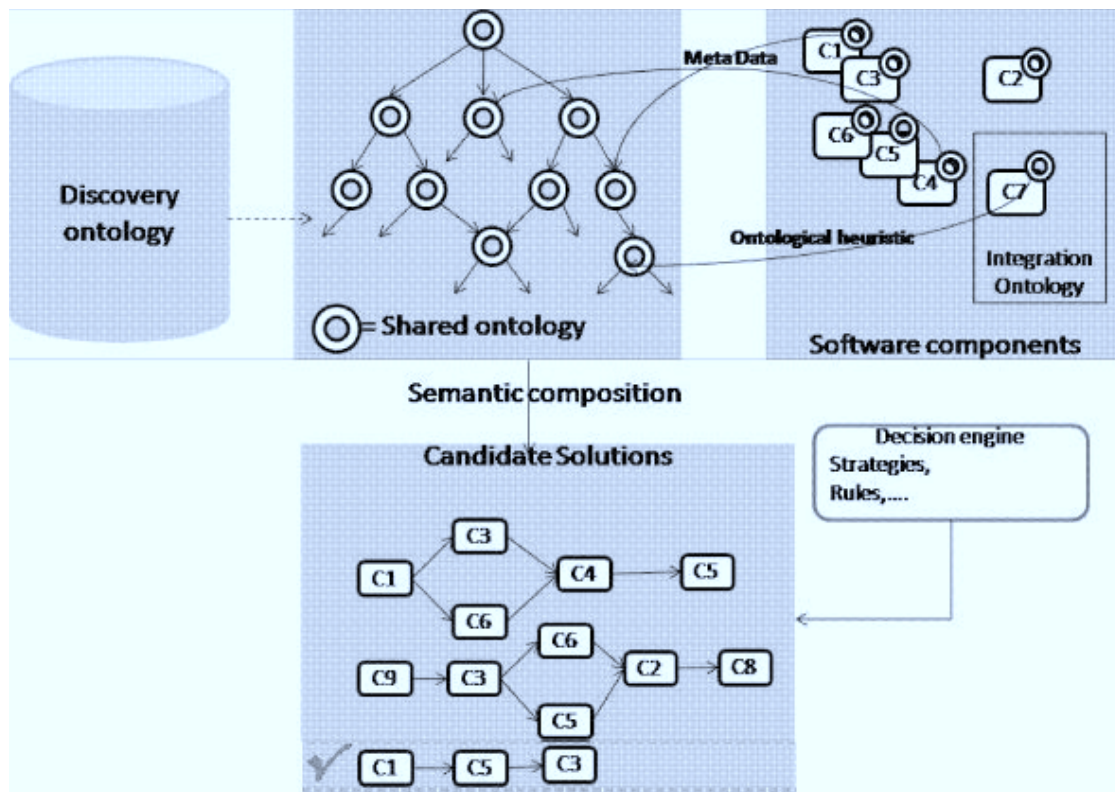 Discovery
ontology
= Shared ontology
Meta Data
Ontological heuristic
C1
C3
C2
C6
C5
C4
C7
Integration
Ontology
Software components
Semantic composition
Decision engine
Strategies,
Rules,....
Candidate Solutions
C3
C1
C4
C5
C6
C6
C9
C3
C2
C8
C5
C1
C5
C3